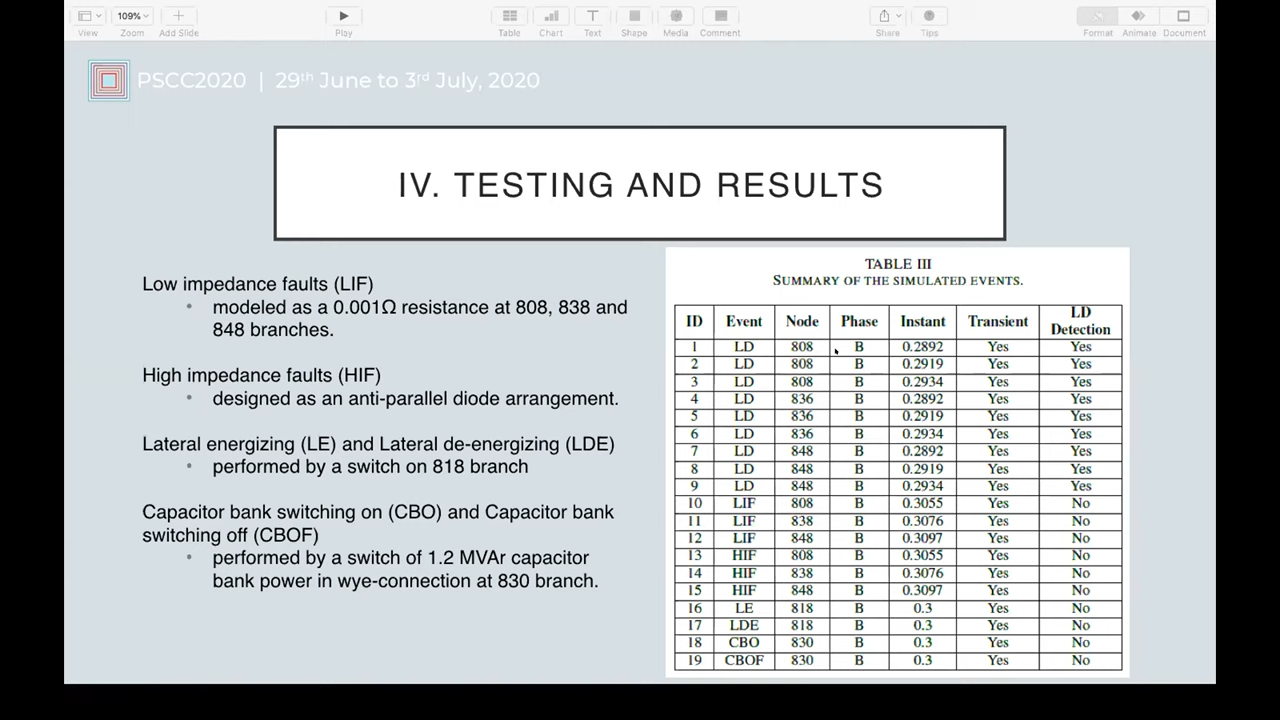 109%
View Zoom Add Slide Play Table Chart Text Shape Media Comment Share Tips Format Animate Document
PSCC2020 | 29th June to 3rd July, 2020
IV. TESTING AND RESULTS
Low impedance faults (LIF)
• modeled as a 0.001Ω resistance at 808, 838 and
848 branches.
High impedance faults (HIF)
• designed as an anti-parallel diode arrangement.
Lateral energizing (LE) and Lateral de-energizing (LDE)
• performed by a switch on 818 branch
Capacitor bank switching on (CBO) and Capacitor bank
switching off (CBOF)
• performed by a switch of 1.2 MVAr capacitor
bank power in wye-connection at 830 branch.
TABLE III
SUMMARY OF THE SIMULATED EVENTS.
ID Event Node Phase Instant Transient LD
Detection
1 LD 808 B 0.2892 Yes Yes
2 LD 808 B 0.2919 Yes Yes
3 LD 808 B 0.2934 Yes Yes
4 LD 836 B 0.2892 Yes Yes
5 LD 836 B 0.2919 Yes Yes
6 LD 836 B 0.2934 Yes Yes
7 LD 848 B 0.2892 Yes Yes
8 LD 848 B 0.2919 Yes Yes
9 LD 848 B 0.2934 Yes Yes
10 LIF 808 B 0.3055 Yes No
11 LIF 838 B 0.3076 Yes No
12 LIF 848 B 0.3097 Yes No
13 HIF 808 B 0.3055 Yes No
14 HIF 838 B 0.3076 Yes No
15 HIF 848 B 0.3097 Yes No
16 LE 818 B 0.3 Yes No
17 LDE 818 B 0.3 Yes No
18 CBO 830 B 0.3 Yes No
19 CBOF 830 B 0.3 Yes No